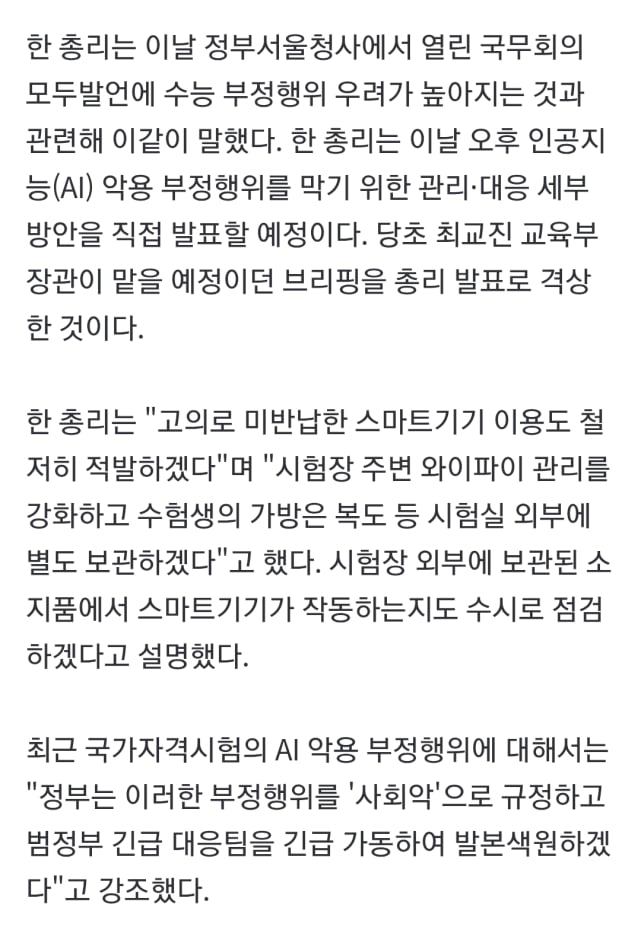 한 총리는 이날 정부서울청사에서 열린 국무회의
모두발언에 수능 부정행위 우려가 높아지는 것과
관련해 이같이 말했다. 한 총리는 이날 오후 인공지
능(AI) 악용 부정행위를 막기 위한 관리·대응 세부
방안을 직접 발표할 예정이다. 당초 최교진 교육부
장관이 맡을 예정이던 브리핑을 총리 발표로 격상
한 것이다.
한 총리는 "고의로 미반납한 스마트기기 이용도 철
저히 적발하겠다"며 "시험장 주변 와이파이 관리를
강화하고 수험생의 가방은 복도 등 시험실 외부에
별도 보관하겠다"고 했다. 시험장 외부에 보관된 소
지품에서 스마트기기가 작동하는지도 수시로 점검
하겠다고 설명했다.
최근 국가자격시험의 AI 악용 부정행위에 대해서는
"정부는 이러한 부정행위를 '사회악'으로 규정하고
범정부 긴급 대응팀을 긴급 가동하여 발본색원하겠
다"고 강조했다.